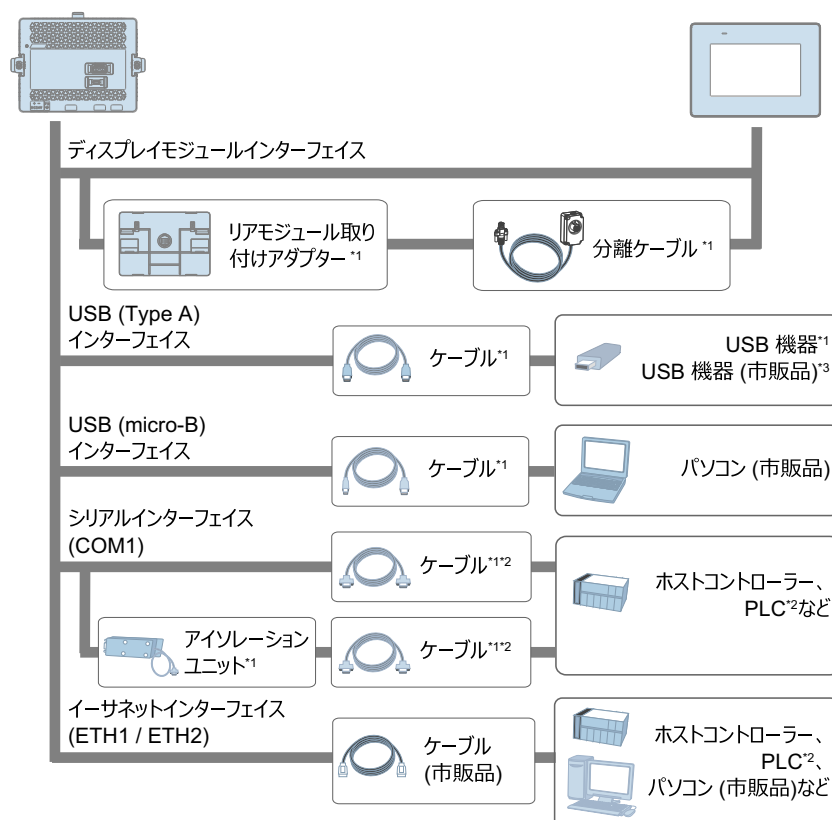 ディスプレイモジュールインターフェイス
リアモジュール取り
付けアダプター *1
分離ケーブル *1
USB (Type A)
インターフェイス
ケーブル*1
USB 機器*1
USB 機器 (市販品)*3
USB (micro-B)
インターフェイス
ケーブル*1
パソコン (市販品)
シリアルインターフェイス
(COM1)
ケーブル*1*2
ホストコントローラー、
PLC*2など
アイソレーション
ユニット*1
ケーブル*1*2
イーサネットインターフェイス
(ETH1 / ETH2)
ケーブル
(市販品)
ホストコントローラー、
PLC*2、
パソコン (市販品)など